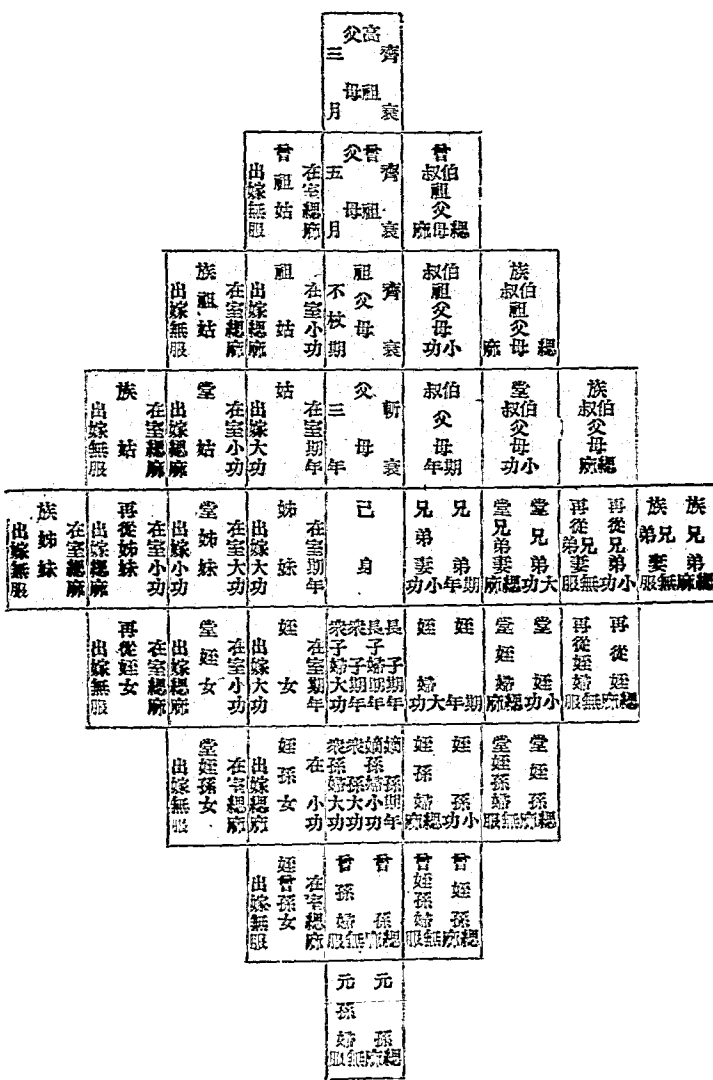 高祖父母 齊衰三月
曾伯叔祖父母緦麻
曾祖父母 齊衰五月
曾祖姑 在室緦麻 出嫁無服
族伯叔祖父母緦麻
伯叔祖父母小功
祖父母 齊衰不杖期
祖姑 在室小功 出嫁緦麻
族祖姑 在室緦麻 出嫁無服
族伯叔父母緦麻
堂伯叔父母小功
伯叔父母期年
父母 斬衰三年
姑 在室期年 出嫁大功
堂姑 在室小功 出嫁緦麻
族姑 在室緦麻 出嫁無服
族兄弟緦麻 族兄弟妻無服
再從兄弟小功 再從兄弟妻無服
堂兄弟大功 堂兄弟妻緦麻
兄弟期年 兄弟妻小功
己身
姊妹 在室期年 出嫁大功
堂姊妹 在室大功 出嫁小功
再從姊妹 在室小功 出嫁緦麻
族姊妹 在室緦麻 出嫁無服
再從姪緦麻 再從姪婦無服
堂姪小功 堂姪婦緦麻
姪期年 姪婦大功
長子期年 長子婦期年 衆子期年 衆子婦大功
姪女 在室期年 出嫁大功
堂姪女 在室小功 出嫁緦麻
再從姪女 在室緦麻 出嫁無服
堂姪孫緦麻 堂姪孫婦無服
姪孫小功 姪孫婦緦麻
嫡孫期年 嫡孫婦小功 衆孫大功 衆孫婦大功
姪孫女 在小功 出嫁緦麻
堂姪孫女 在室緦麻 出嫁無服
曾姪孫緦麻 曾姪孫婦無服
曾孫緦麻 曾孫婦無服
姪曾孫女 在室緦麻 出嫁無服
元孫緦麻 元孫婦無服